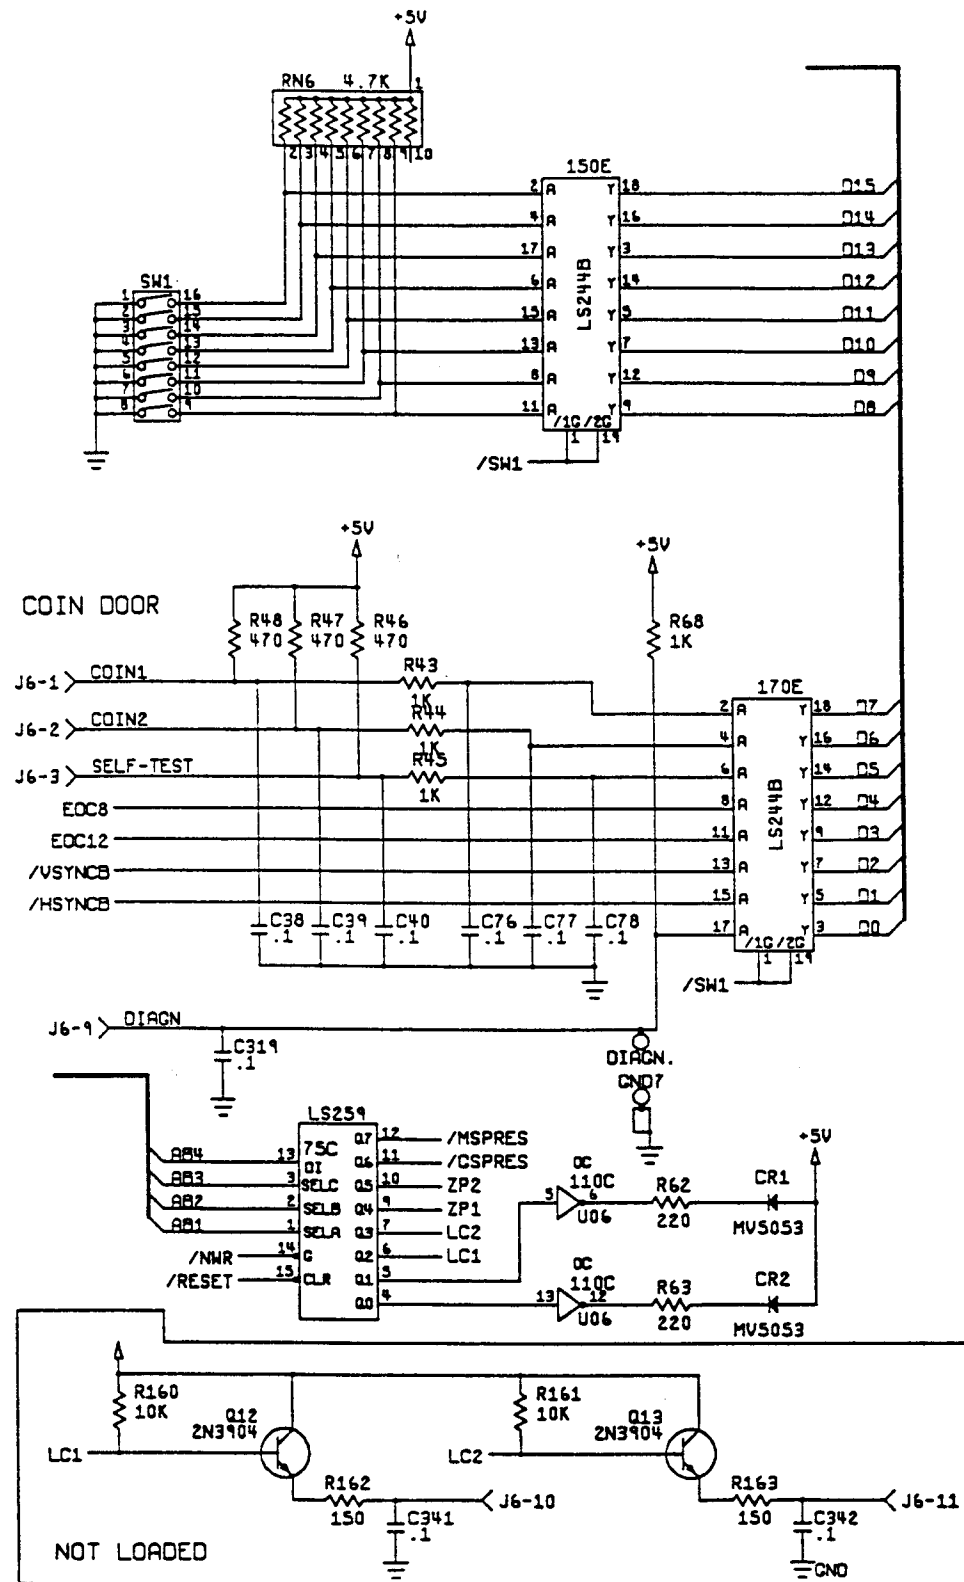 +5V
RN6 4.7K 1
2 3 4 5 6 7 8 9 10
150E
2 A Y 18 D15
4 A Y 16 D14
17 A Y 3 D13
6 A Y 14 D12
15 A Y 5 D11
13 A Y 7 D10
8 A Y 12 D9
11 A Y 9 D8
LS244B
/1G /2G
1 19
/SW1
SW1
1 16
2 15
3 14
4 13
5 12
6 11
7 10
8 9
+5V
+5V
COIN DOOR
R48 470
R47 470
R46 470
R68 1K
J6-1 COIN1
R43 1K
J6-2 COIN2
R44 1K
J6-3 SELF-TEST
R45 1K
EOC8
EOC12
/VSYNCB
/HSYNCB
170E
2 A Y 18 D7
4 A Y 16 D6
6 A Y 14 D5
8 A Y 12 D4
11 A Y 9 D3
13 A Y 7 D2
15 A Y 5 D1
17 A Y 3 D0
LS244B
/1G /2G
1 19
/SW1
C38 .1
C39 .1
C40 .1
C76 .1
C77 .1
C78 .1
J6-9 DIAGN
C319 .1
DIAGN.
GND7
LS259
75C
AB4 13 DI
AB3 3 SELC
AB2 2 SELB
AB1 1 SELA
/NWR 14 G
/RESET 15 CLR
Q7 12 /MSPRES
Q6 11 /GSPRES
Q5 10 ZP2
Q4 9 ZP1
Q3 7 LC2
Q2 6 LC1
Q1 5
Q0 4
OC
110C
5 6
U06
R62
220
CR1
MV5053
+5V
OC
110C
13 12
U06
R63
220
CR2
MV5053
R160
10K
Q12
2N3904
LC1
R162
150
J6-10
C341
.1
R161
10K
Q13
2N3904
LC2
R163
150
J6-11
C342
.1
GND
NOT LOADED